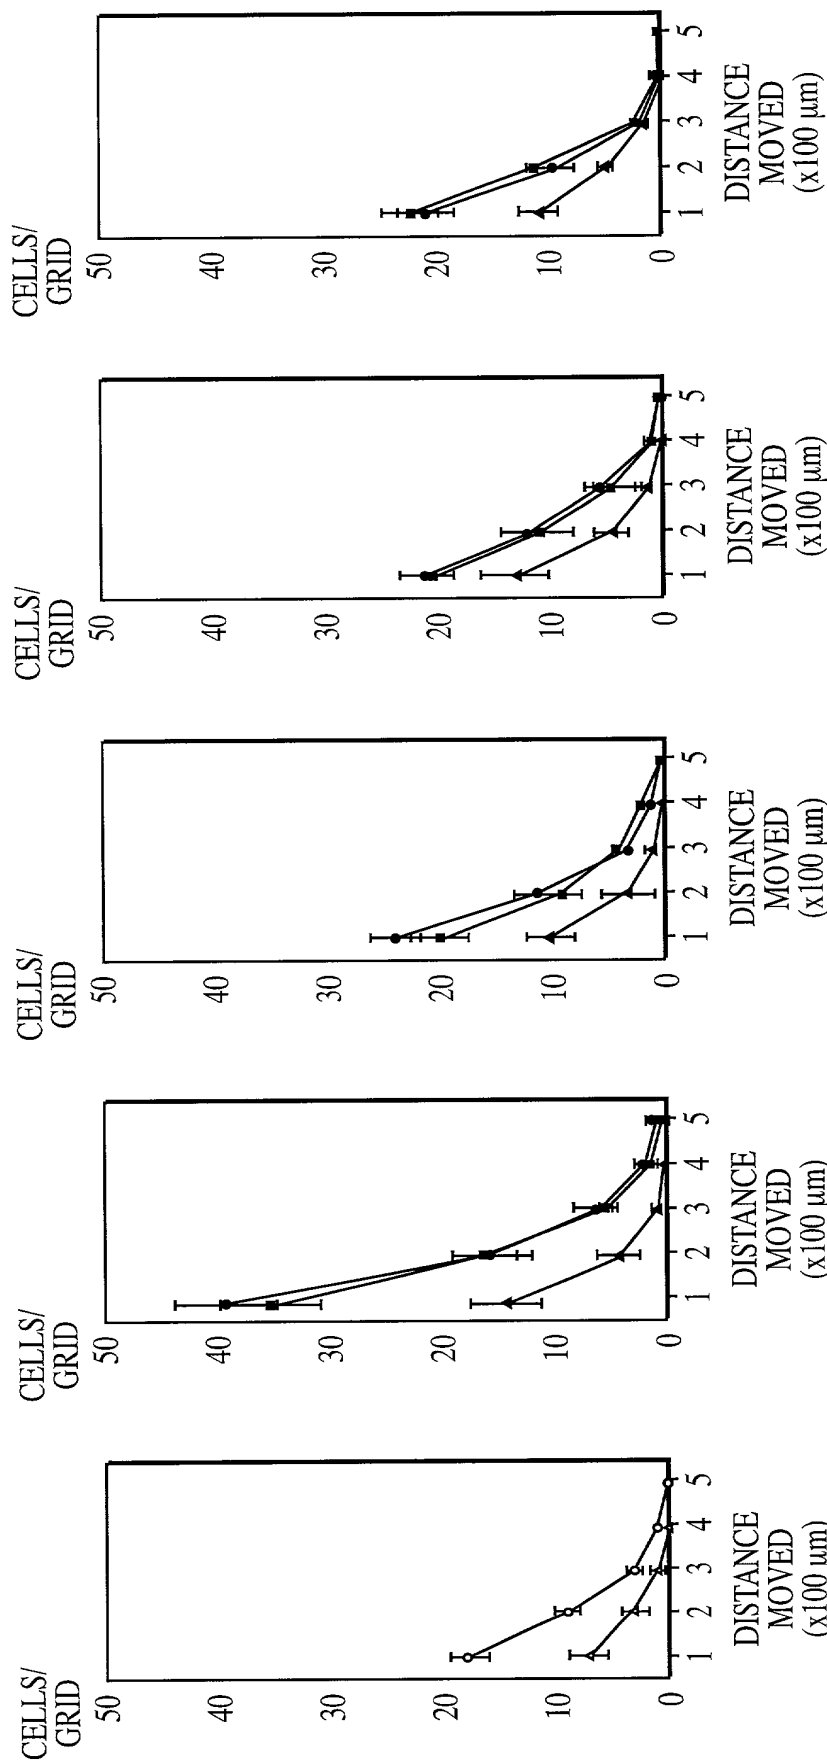 CELLS/
GRID
50
40
30
20
10
0
1 2 3 4 5
DISTANCE
MOVED
(x100 µm)
CELLS/
GRID
50
40
30
20
10
0
1 2 3 4 5
DISTANCE
MOVED
(x100 µm)
CELLS/
GRID
50
40
30
20
10
0
1 2 3 4 5
DISTANCE
MOVED
(x100 µm)
CELLS/
GRID
50
40
30
20
10
0
1 2 3 4 5
DISTANCE
MOVED
(x100 µm)
CELLS/
GRID
50
40
30
20
10
0
1 2 3 4 5
DISTANCE
MOVED
(x100 µm)